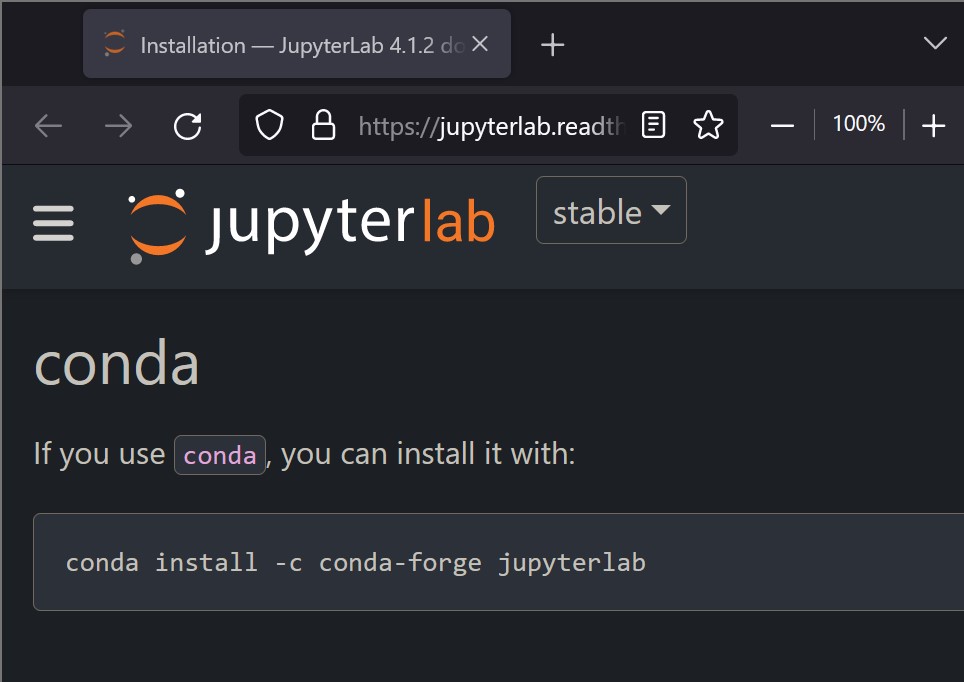 Installation — JupyterLab 4.1.2 do
https://jupyterlab.readth
100%
jupyterlab
stable
conda
If you use conda, you can install it with:
conda install -c conda-forge jupyterlab